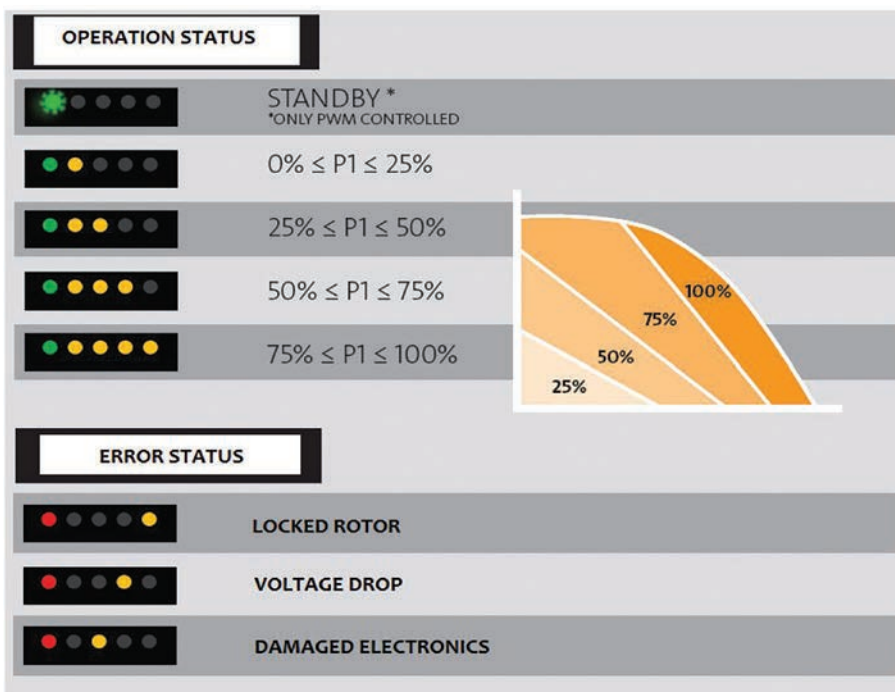 OPERATION STATUS
STANDBY *
*ONLY PWM CONTROLLED
0% ≤ P1 ≤ 25%
25% ≤ P1 ≤ 50%
50% ≤ P1 ≤ 75%
75% ≤ P1 ≤ 100%
100%
75%
50%
25%
ERROR STATUS
LOCKED ROTOR
VOLTAGE DROP
DAMAGED ELECTRONICS